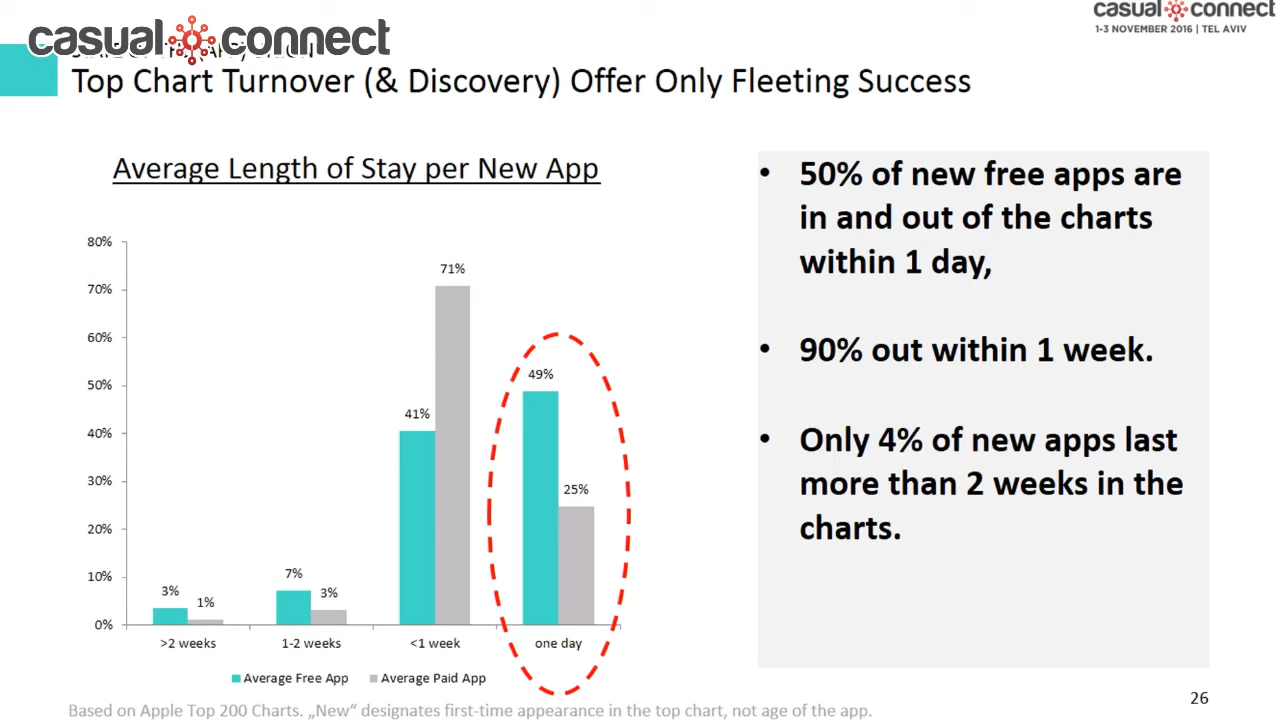 casual connect
casual connect
1-3 NOVEMBER 2016 | TEL AVIV
Top Chart Turnover (& Discovery) Offer Only Fleeting Success
Average Length of Stay per New App
80%
70%
60%
50%
40%
30%
20%
10%
0%
3%
1%
7%
3%
41%
71%
49%
25%
>2 weeks
1-2 weeks
<1 week
one day
Average Free App
Average Paid App
• 50% of new free apps are
in and out of the charts
within 1 day,
• 90% out within 1 week.
• Only 4% of new apps last
more than 2 weeks in the
charts.
Based on Apple Top 200 Charts. „New“ designates first-time appearance in the top chart, not age of the app.
26